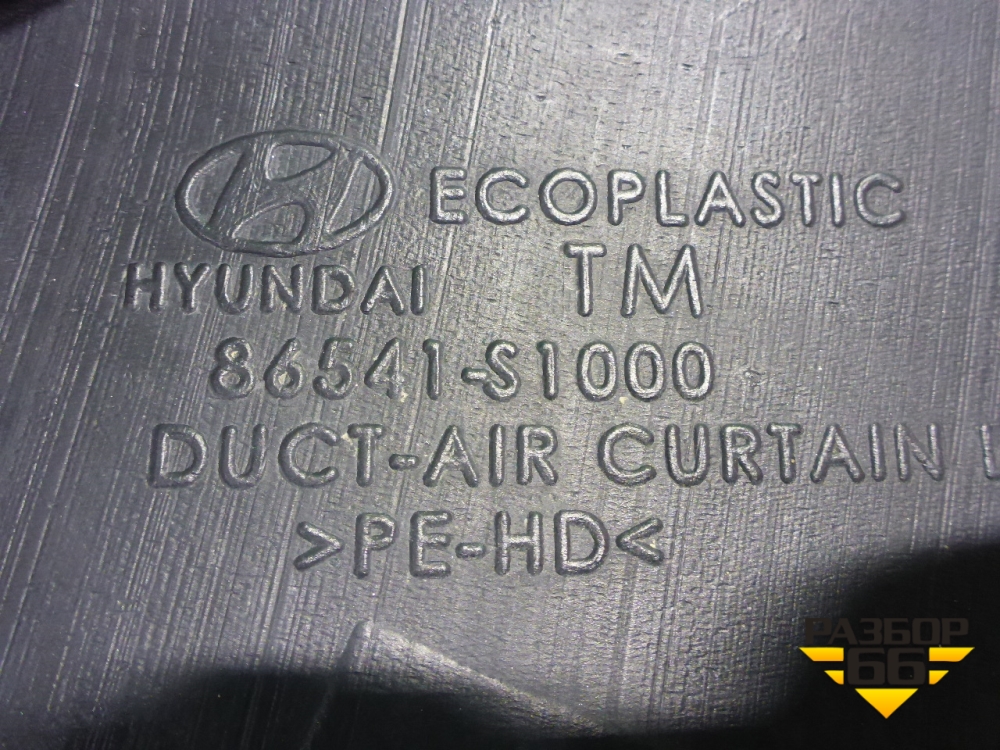 ECOPLASTIC
HYUNDAI TM
86541-S1000
DUCT-AIR CURTAIN
>PE-HD<
РАЗБОР
66